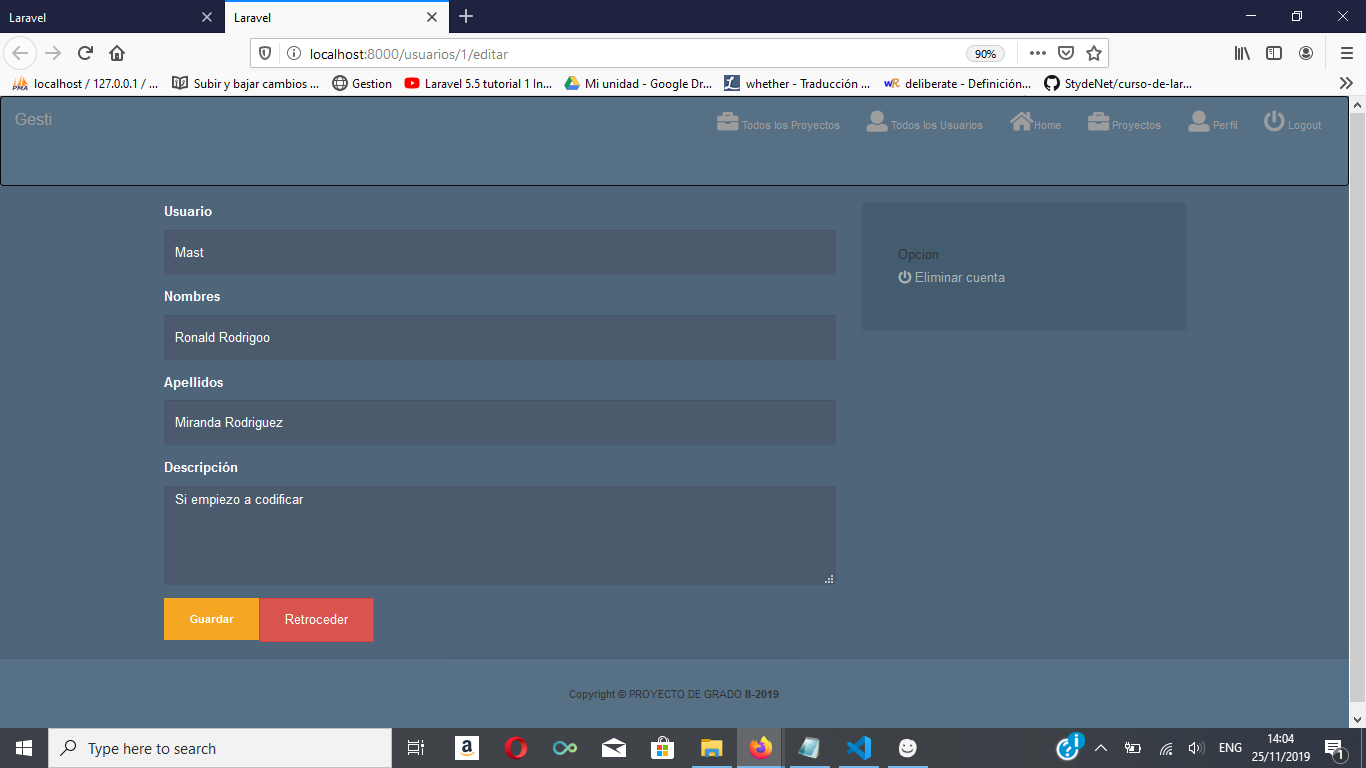 Laravel
Laravel
localhost:8000/usuarios/1/editar
90%
localhost / 127.0.0.1 / ...
Subir y bajar cambios ...
Gestion
Laravel 5.5 tutorial 1 In...
Mi unidad - Google Dr...
whether - Traducción ...
deliberate - Definición...
StydeNet/curso-de-lar...
Gesti
Todos los Proyectos
Todos los Usuarios
Home
Proyectos
Perfil
Logout
Usuario
Mast
Nombres
Ronald Rodrigoo
Apellidos
Miranda Rodriguez
Descripción
Si empiezo a codificar
Guardar
Retroceder
Opcion
Eliminar cuenta
Copyright © PROYECTO DE GRADO II-2019
Type here to search
ENG
14:04
25/11/2019
1